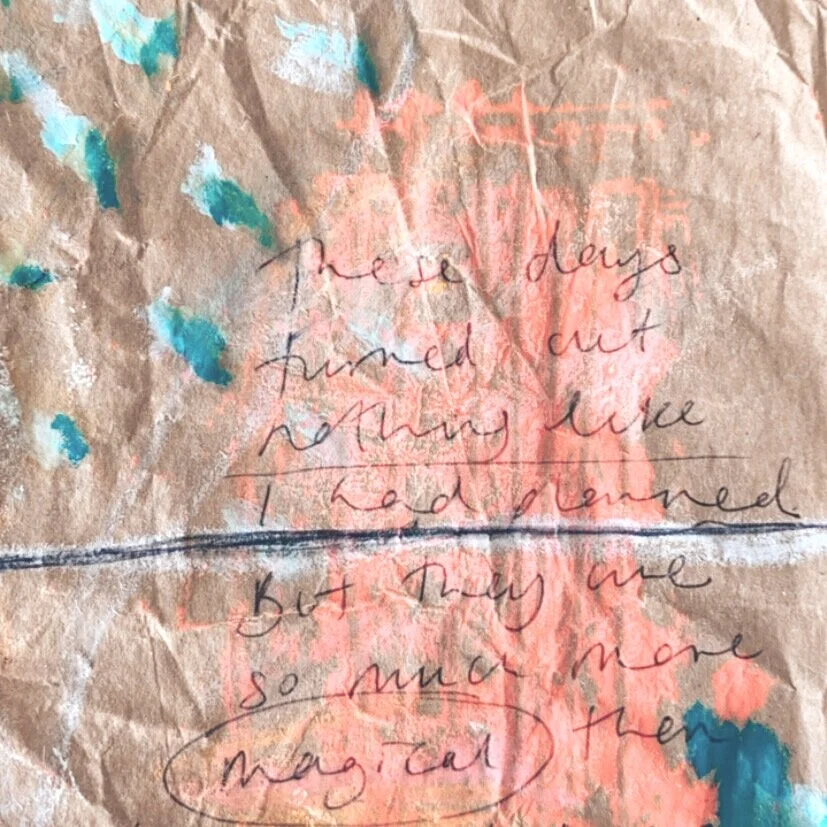 These days
turned out
nothing like
I had planned
But they are
so much more
magical then